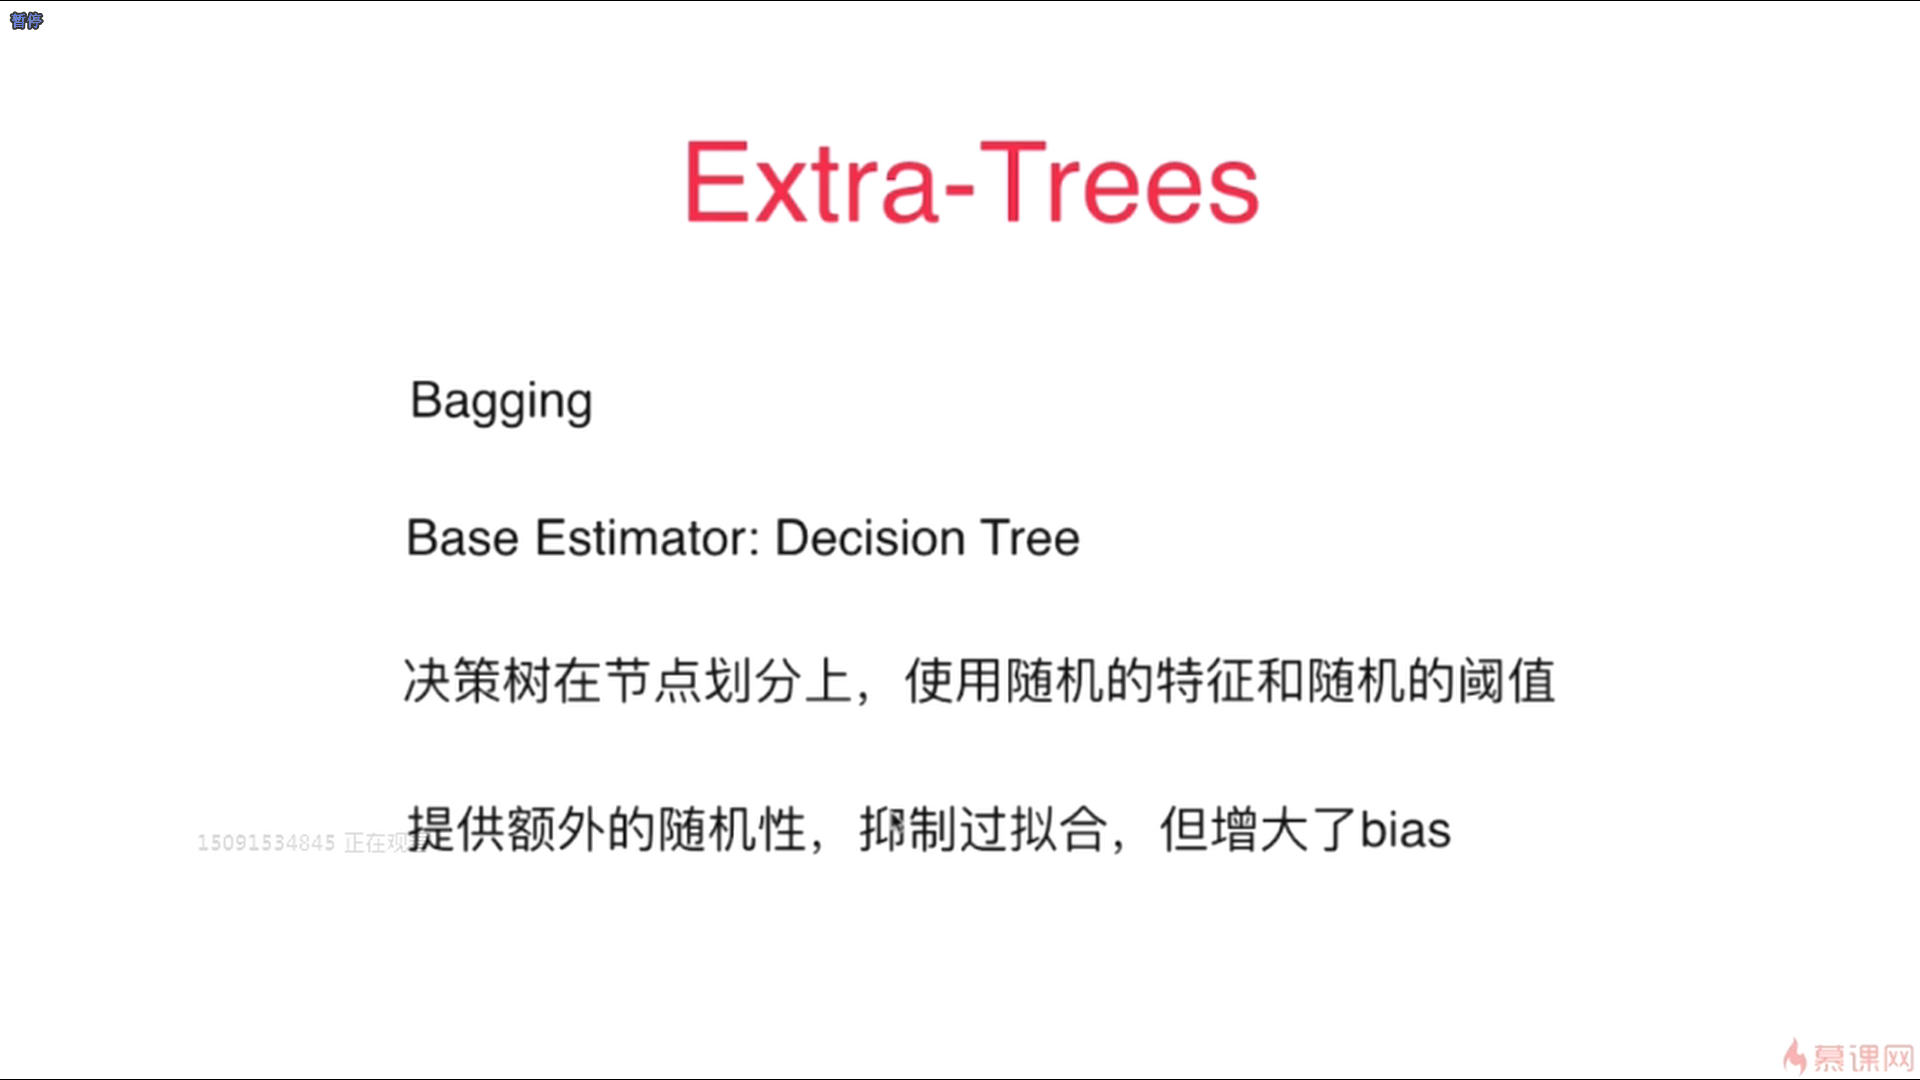 暂停
Extra-Trees
Bagging
Base Estimator: Decision Tree
决策树在节点划分上，使用随机的特征和随机的阈值
提供额外的随机性，抑制过拟合，但增大了bias
15091534845 正在观看
慕课网